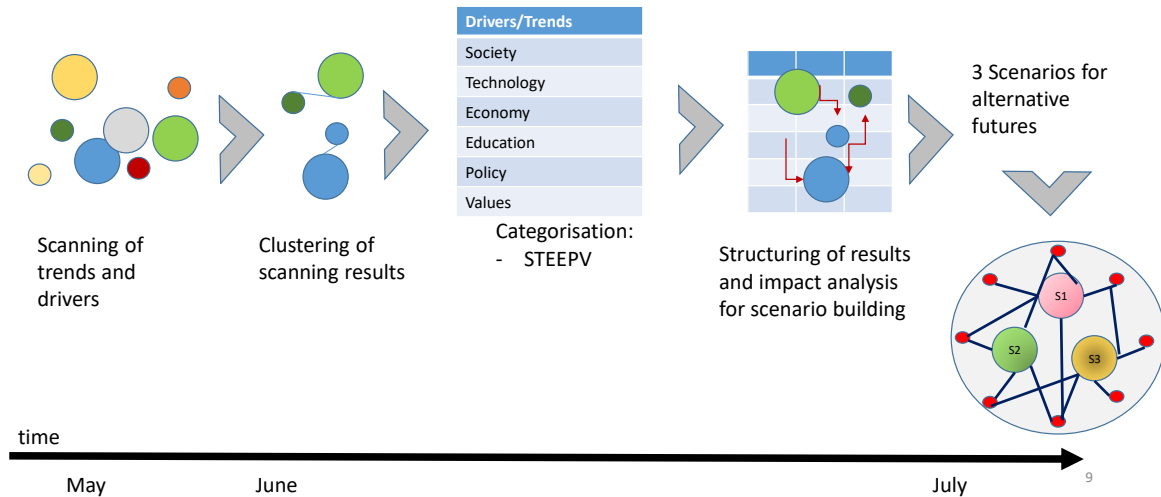 Drivers/Trends
Society
Technology
Economy
Education
Policy
Values
Scanning of
trends and
drivers
Clustering of
scanning results
Categorisation:
- STEEPV
Structuring of results
and impact analysis
for scenario building
3 Scenarios for
alternative
futures
S1
S2
S3
time
May
June
July
9